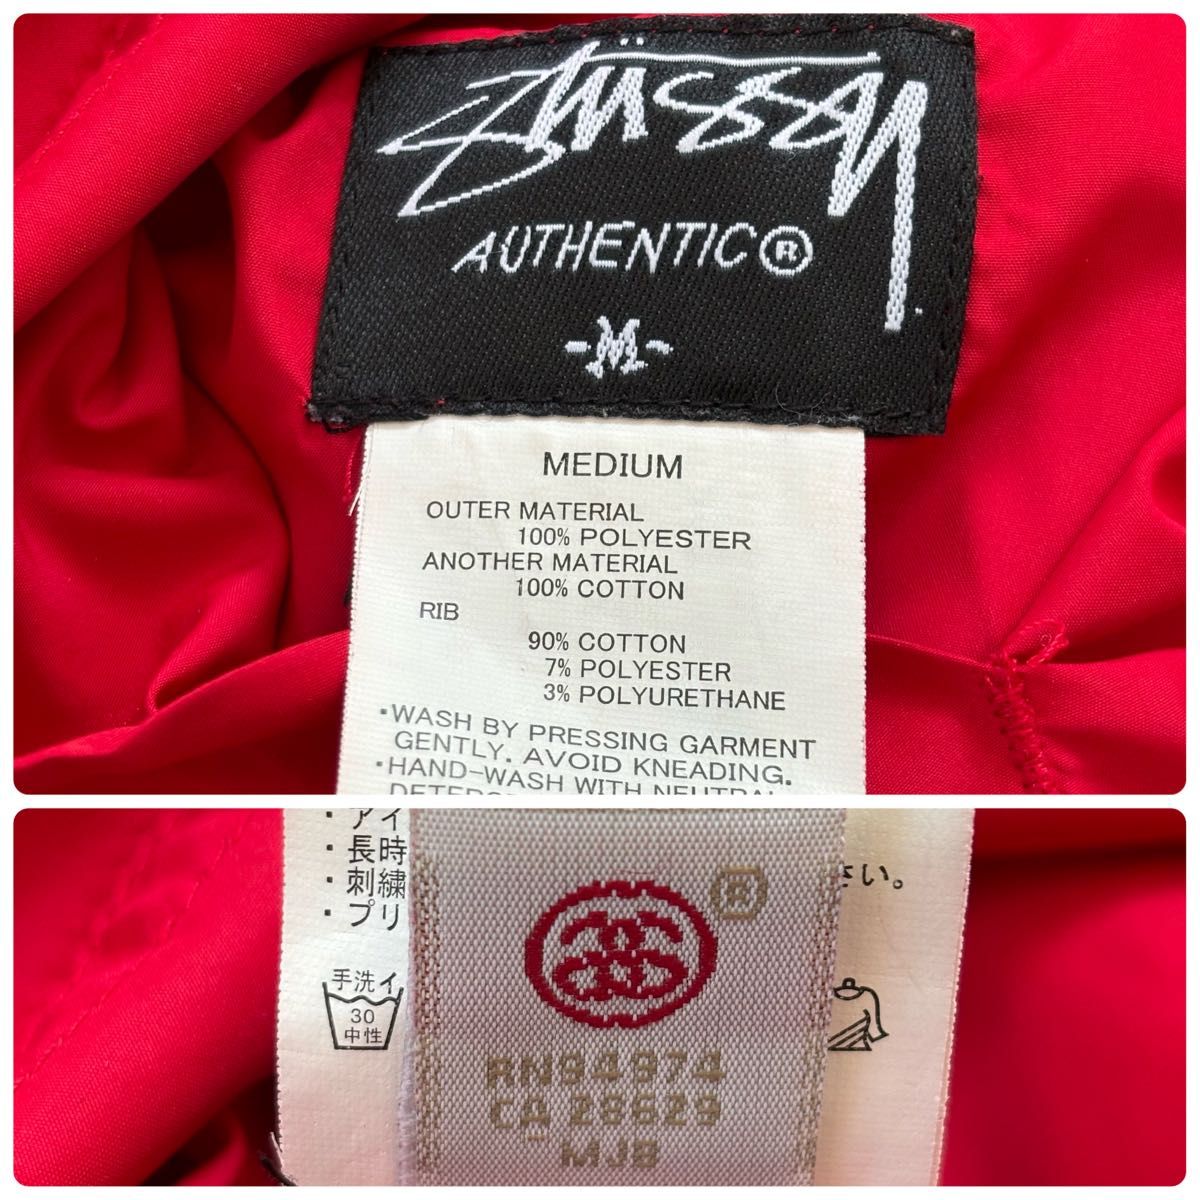 Stüssy
AUTHENTIC®
-M-
MEDIUM
OUTER MATERIAL
100% POLYESTER
ANOTHER MATERIAL
100% COTTON
RIB
90% COTTON
7% POLYESTER
3% POLYURETHANE
・WASH BY PRESSING GARMENT
GENTLY. AVOID KNEADING.
・HAND-WASH WITH NEUTRAL
・アイ
・長時
さい。
・刺繍
・プリ
®
手洗イ
30
中性
RN94974
CA 28629
MJB